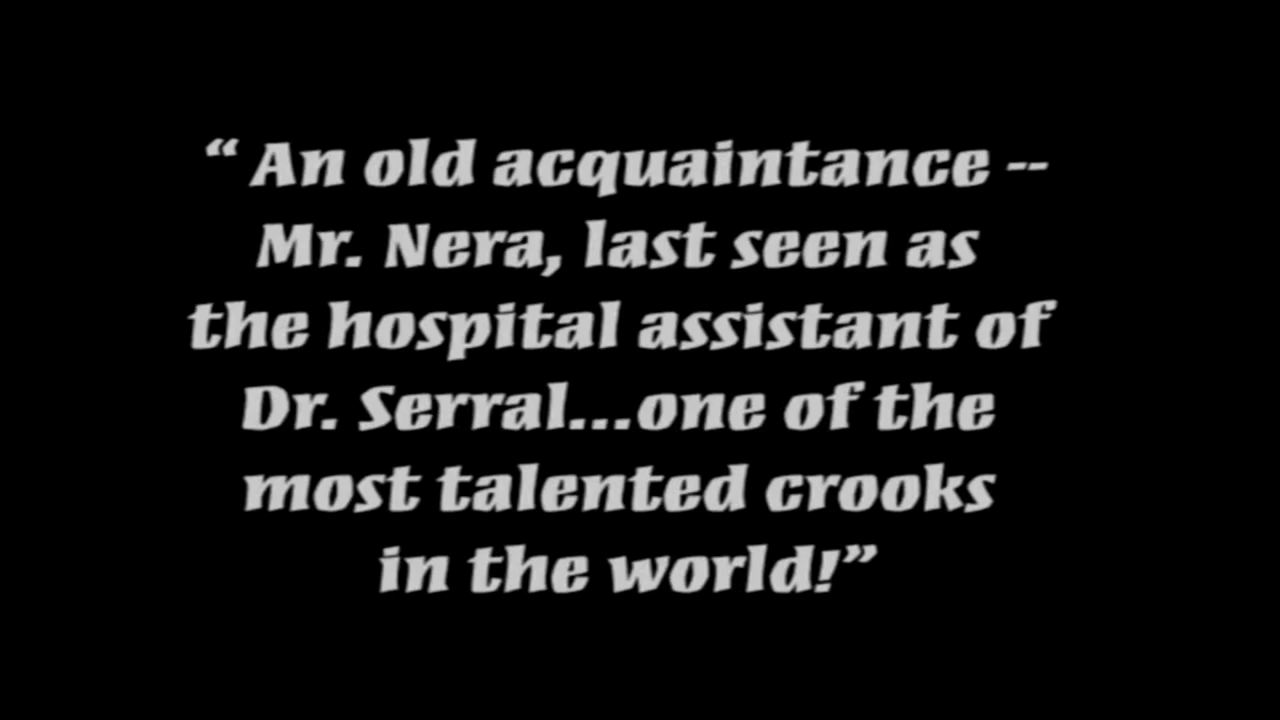 “ An old acquaintance --
Mr. Nera, last seen as
the hospital assistant of
Dr. Serral...one of the
most talented crooks
in the world!”